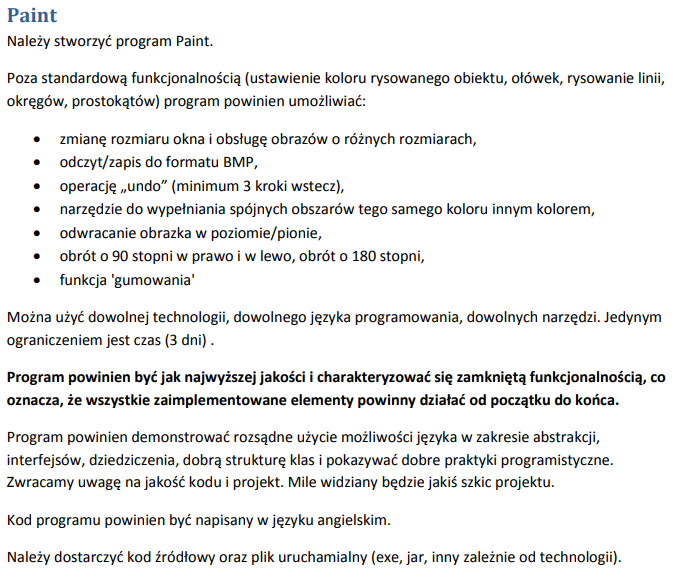 Paint
Należy stworzyć program Paint.
Poza standardową funkcjonalnością (ustawienie koloru rysowanego obiektu, ołówek, rysowanie linii,
okręgów, prostokątów) program powinien umożliwiać:
• zmianę rozmiaru okna i obsługę obrazów o różnych rozmiarach,
• odczyt/zapis do formatu BMP,
• operację „undo” (minimum 3 kroki wstecz),
• narzędzie do wypełniania spójnych obszarów tego samego koloru innym kolorem,
• odwracanie obrazka w poziomie/pionie,
• obrót o 90 stopni w prawo i w lewo, obrót o 180 stopni,
• funkcja 'gumowania'
Można użyć dowolnej technologii, dowolnego języka programowania, dowolnych narzędzi. Jedynym
ograniczeniem jest czas (3 dni) .
Program powinien być jak najwyższej jakości i charakteryzować się zamkniętą funkcjonalnością, co
oznacza, że wszystkie zaimplementowane elementy powinny działać od początku do końca.
Program powinien demonstrować rozsądne użycie możliwości języka w zakresie abstrakcji,
interfejsów, dziedziczenia, dobrą strukturę klas i pokazywać dobre praktyki programistyczne.
Zwracamy uwagę na jakość kodu i projekt. Mile widziany będzie jakiś szkic projektu.
Kod programu powinien być napisany w języku angielskim.
Należy dostarczyć kod źródłowy oraz plik uruchamialny (exe, jar, inny zależnie od technologii).